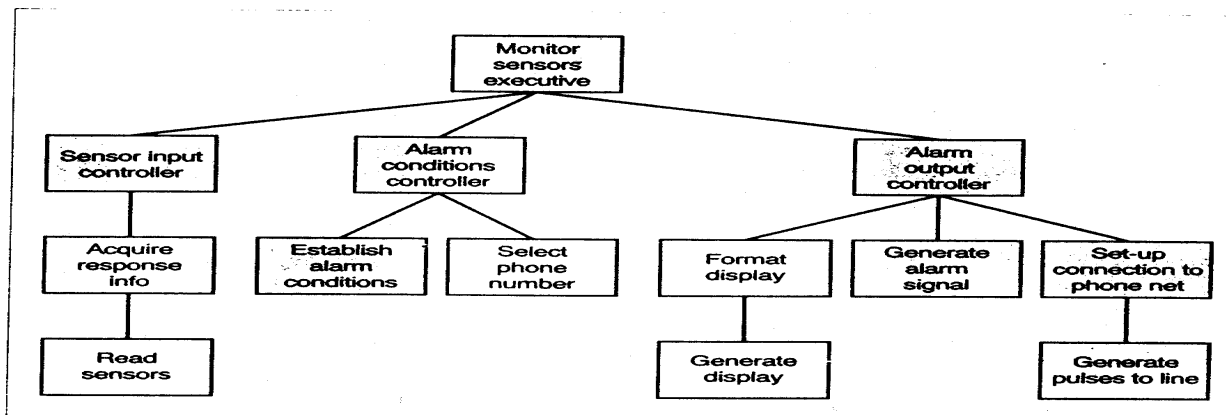 Monitor
sensors
executive
Sensor input
controller
Alarm
conditions
controller
Alarm
output
controller
Acquire
response
info
Establish
alarm
conditions
Select
phone
number
Format
display
Generate
alarm
signal
Set-up
connection to
phone net
Read
sensors
Generate
display
Generate
pulses to line